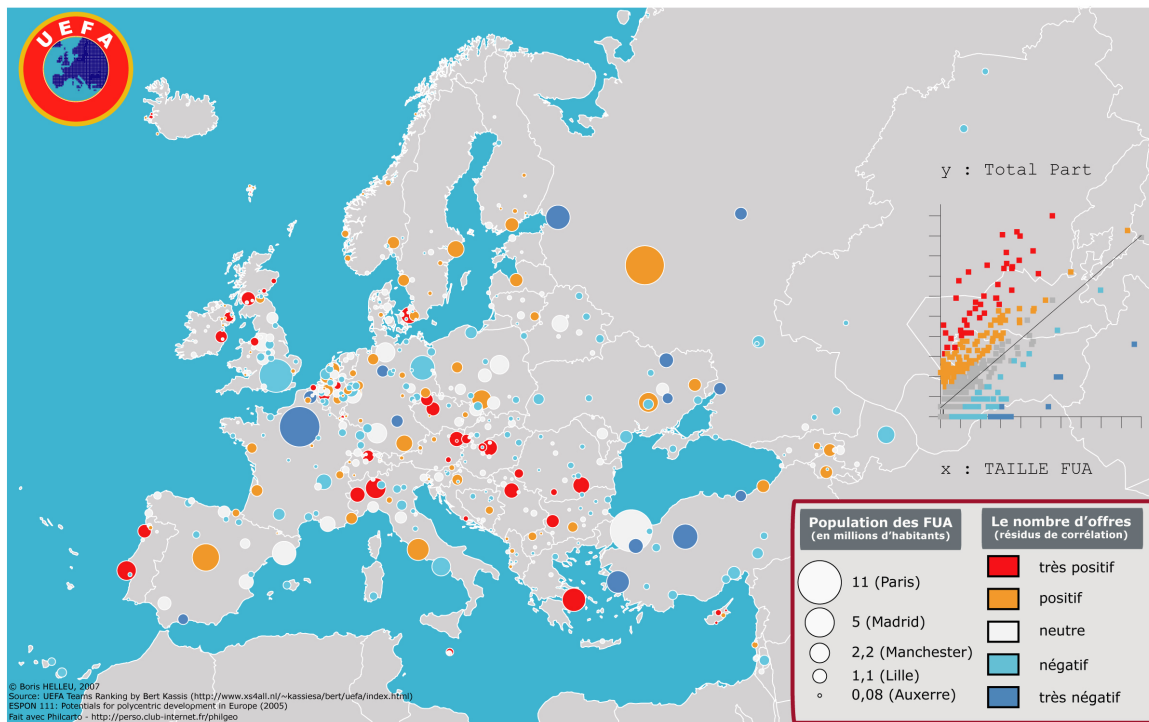 UEFA
y : Total Part
x : TAILLE FUA
Population des FUA
(en millions d'habitants)
11 (Paris)
5 (Madrid)
2,2 (Manchester)
1,1 (Lille)
0,08 (Auxerre)
Le nombre d'offres
(résidus de corrélation)
très positif
positif
neutre
négatif
très négatif
© Boris HELLEU, 2007
Source: UEFA Teams Ranking by Bert Kassis (http://www.xs4all.nl/~kassiesa/bert/uefa/index.html)
ESPON 111: Potentials for polycentric development in Europe (2005)
Fait avec Philcarto - http://perso.club-internet.fr/philgeo